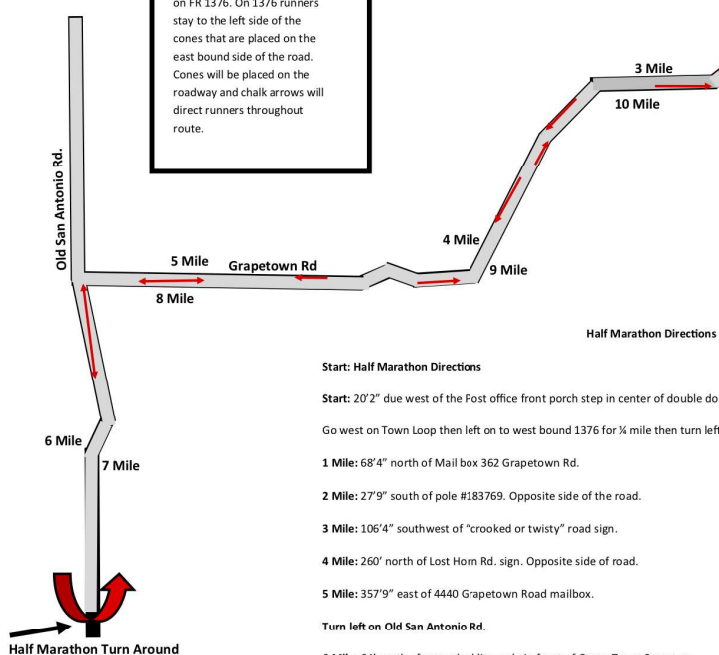 on FR 1376. On 1376 runners
stay to the left side of the
cones that are placed on the
east bound side of the road.
Cones will be placed on the
roadway and chalk arrows will
direct runners throughout
route.
3 Mile
10 Mile
Old San Antonio Rd.
4 Mile
5 Mile
Grapetown Rd
9 Mile
8 Mile
Half Marathon Directions
Start: Half Marathon Directions
Start: 20'2" due west of the Post office front porch step in center of double do
Go west on Town Loop then left on to west bound 1376 for ¼ mile then turn left
6 Mile
7 Mile
1 Mile: 68'4" north of Mail box 362 Grapetown Rd.
2 Mile: 27'9" south of pole #183769. Opposite side of the road.
3 Mile: 106'4" southwest of "crooked or twisty" road sign.
4 Mile: 260' north of Lost Horn Rd. sign. Opposite side of road.
5 Mile: 357'9" east of 4440 Grapetown Road mailbox.
Turn left on Old San Antonio Rd.
Half Marathon Turn Around